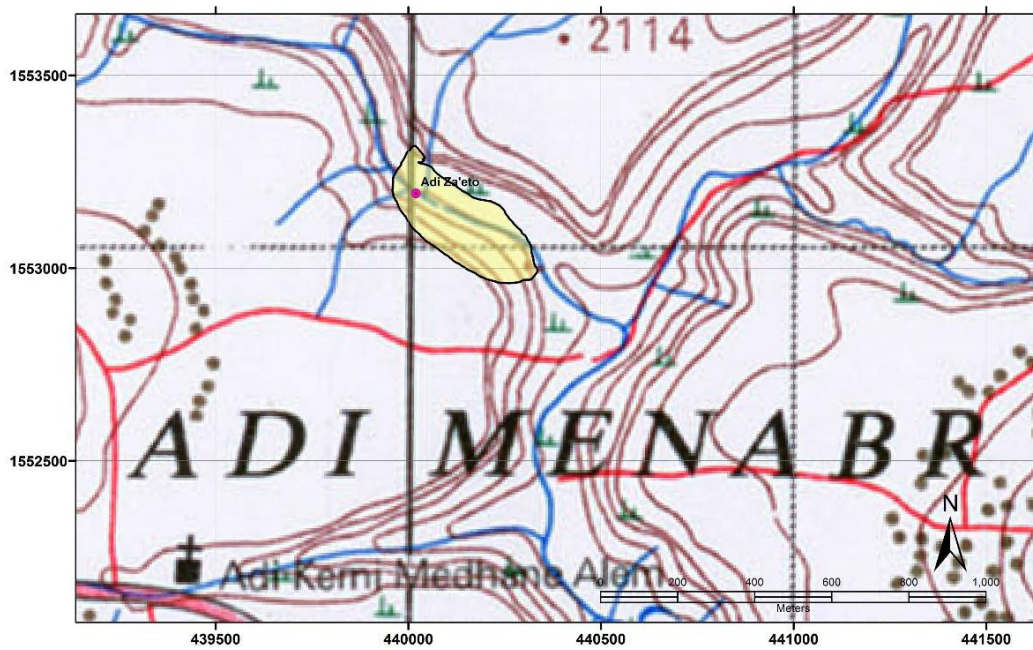 2114
1553500
Adi Za'eto
1553000
ADI MENABR
1552500
N
Adi Kerni Medhane Alem
0 200 400 600 800 1,000
Meters
439500 440000 440500 441000 441500